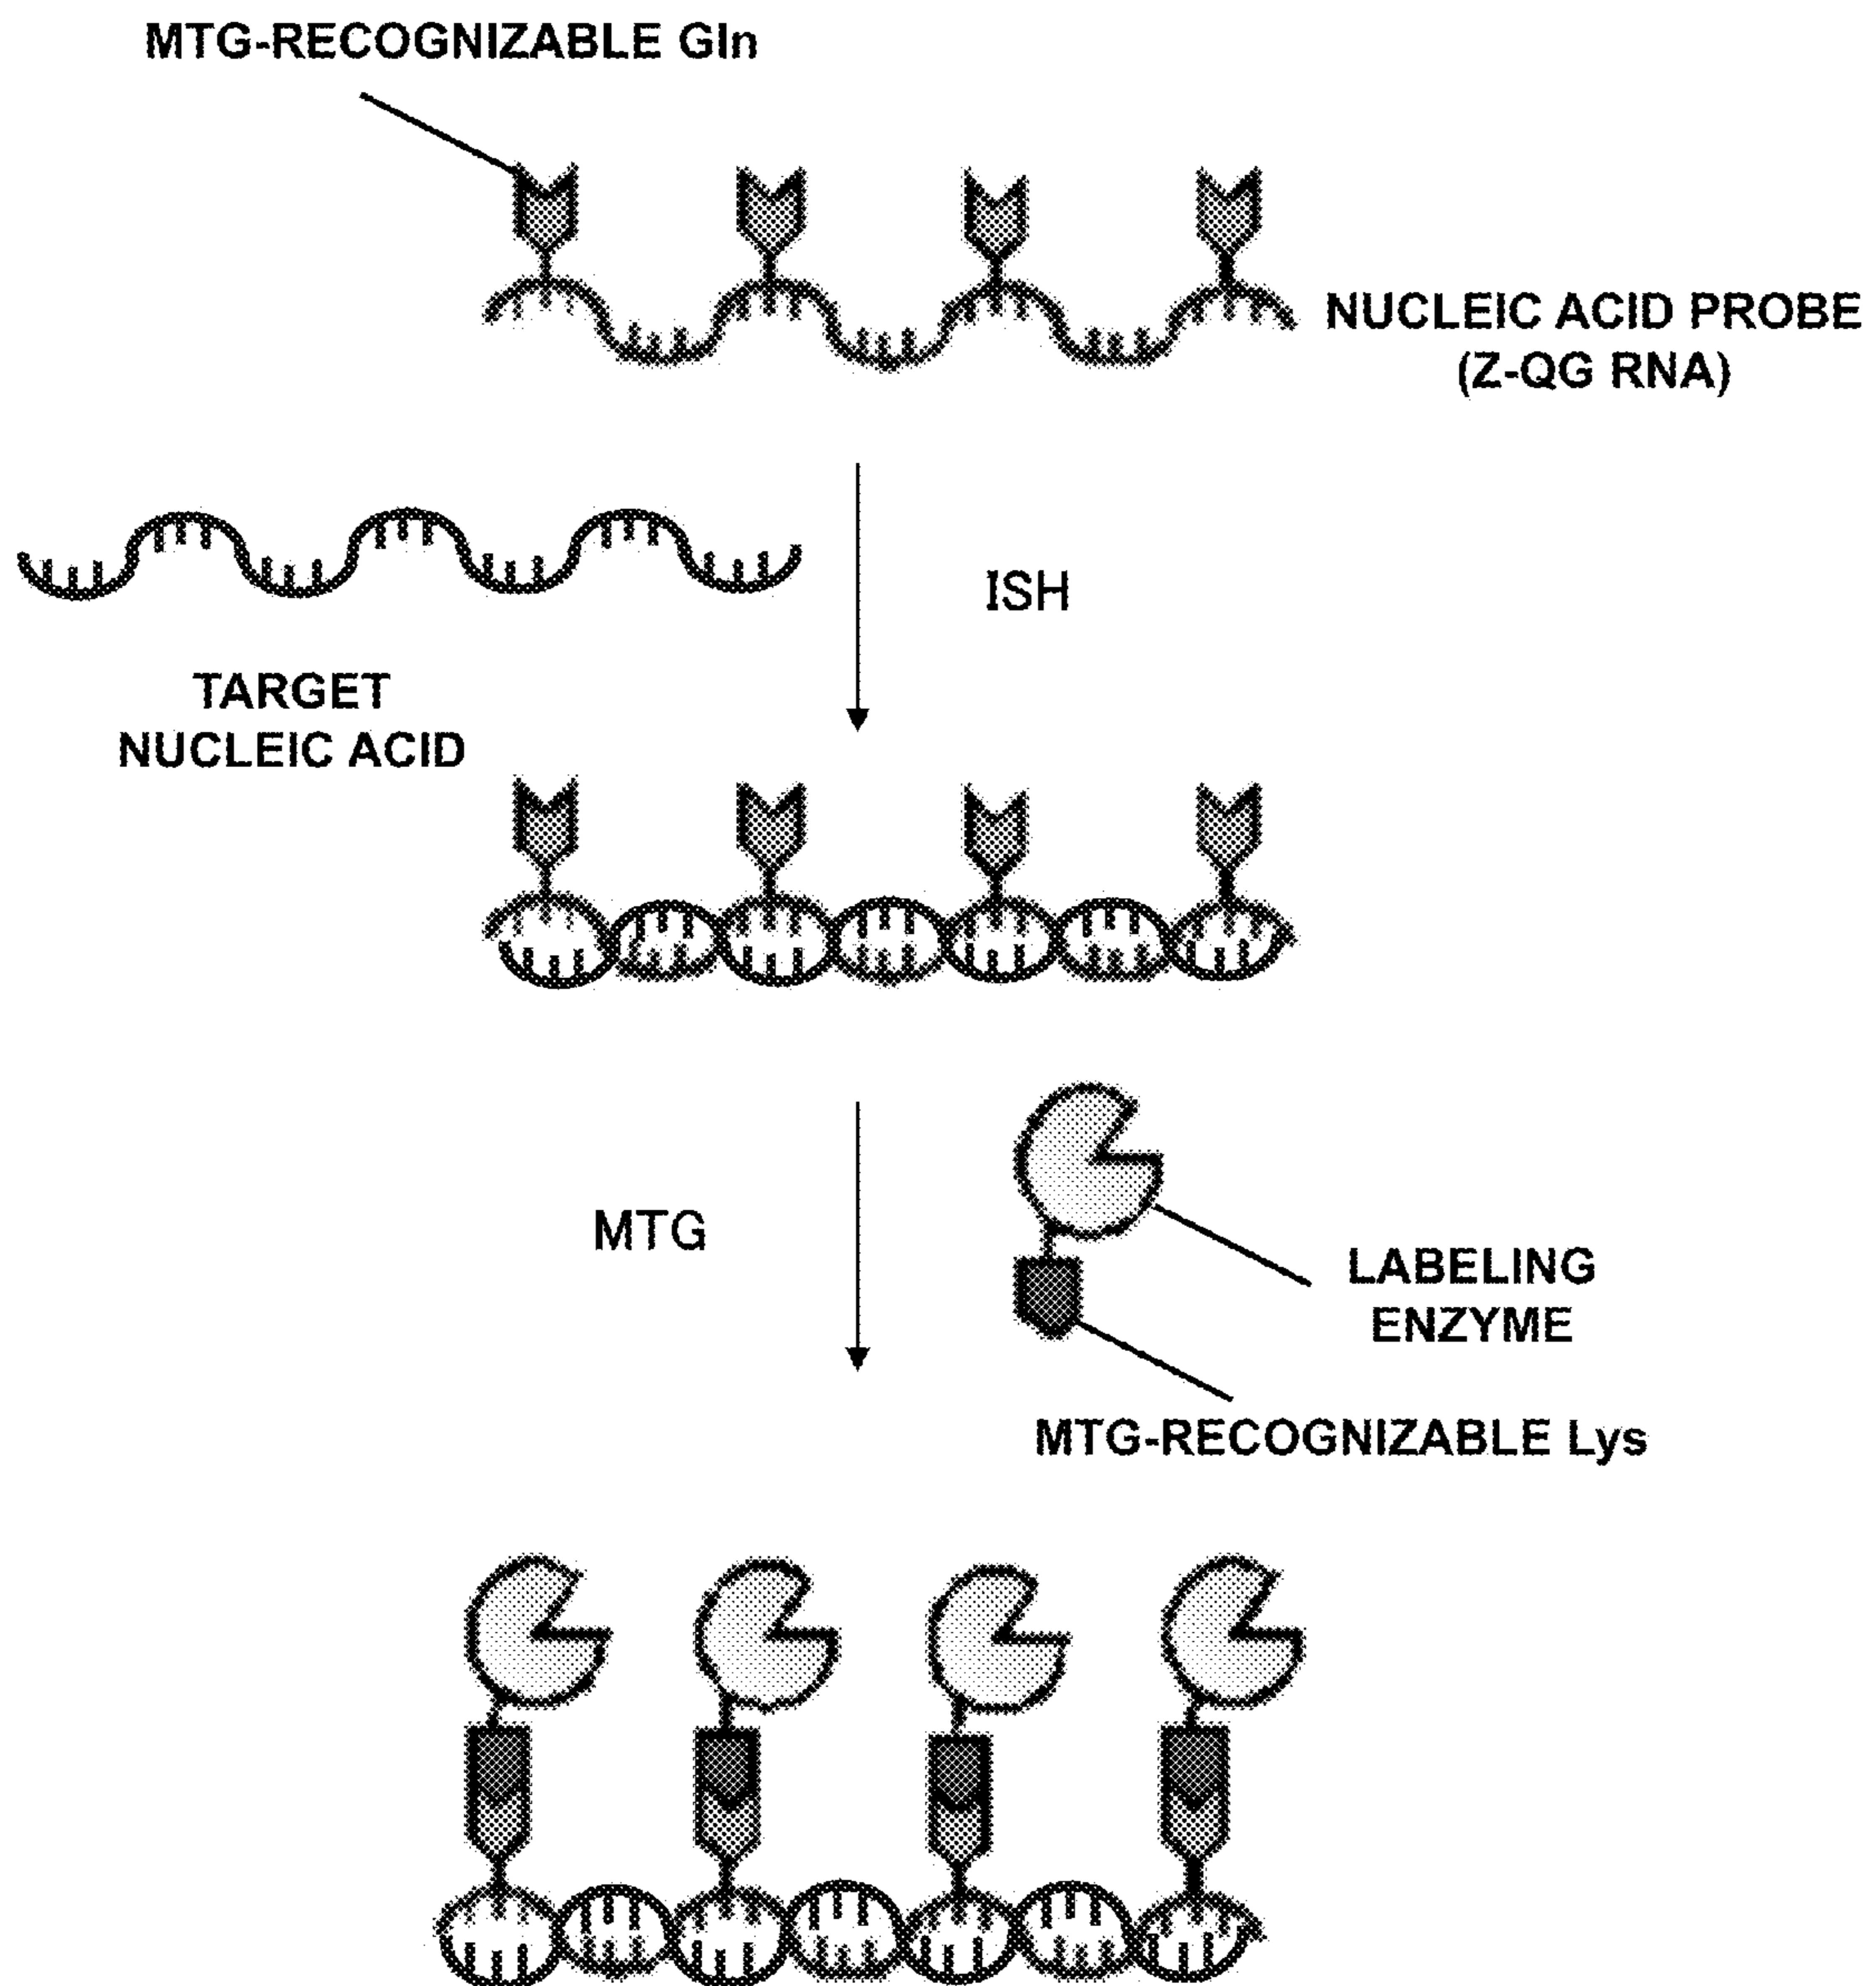 MTG-RECOGNIZABLE Gln
NUCLEIC ACID PROBE
(Z-QG RNA)
ISH
TARGET
NUCLEIC ACID
MTG
LABELING
ENZYME
MTG-RECOGNIZABLE Lys